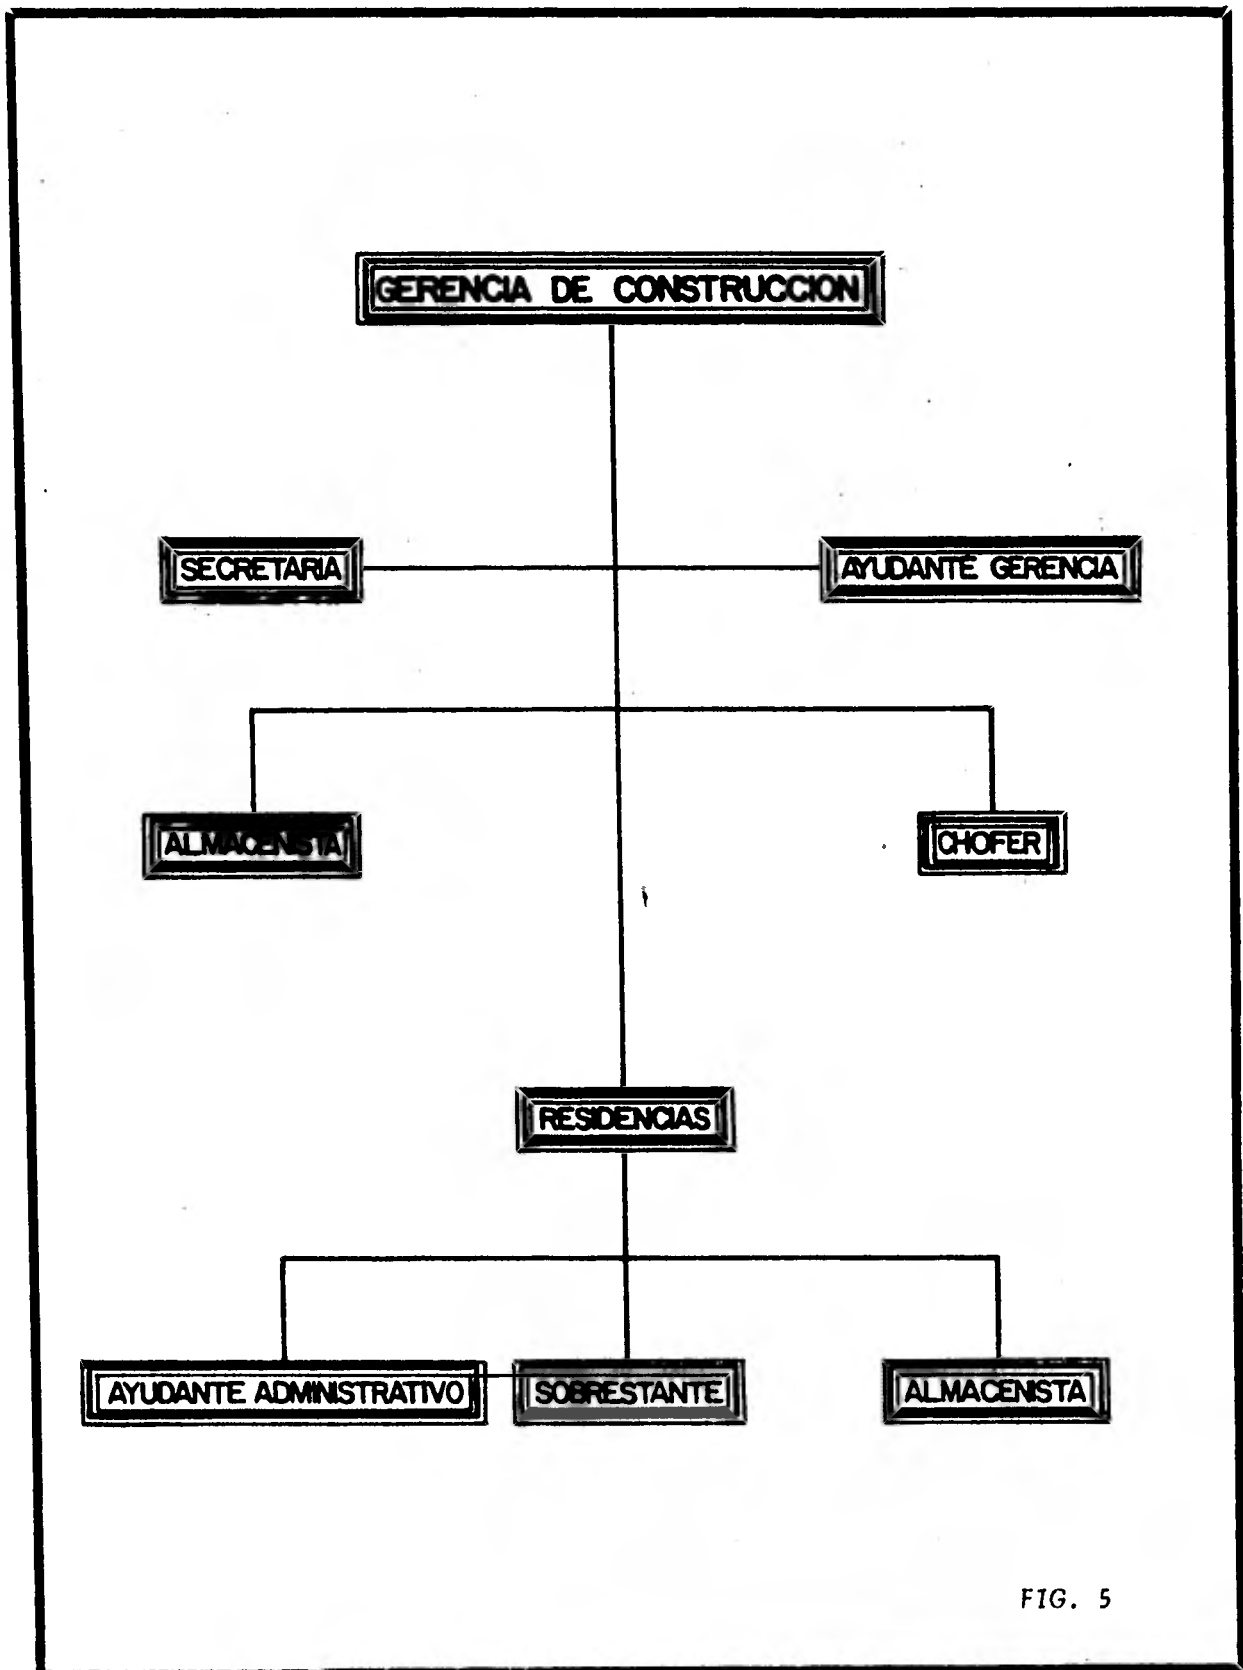 GERENCIA DE CONSTRUCCION
SECRETARIA
AYUDANTE GERENCIA
ALMACENISTA
CHOFER
RESIDENCIAS
AYUDANTE ADMINISTRATIVO
SOBRESTANTE
ALMACENISTA
FIG. 5